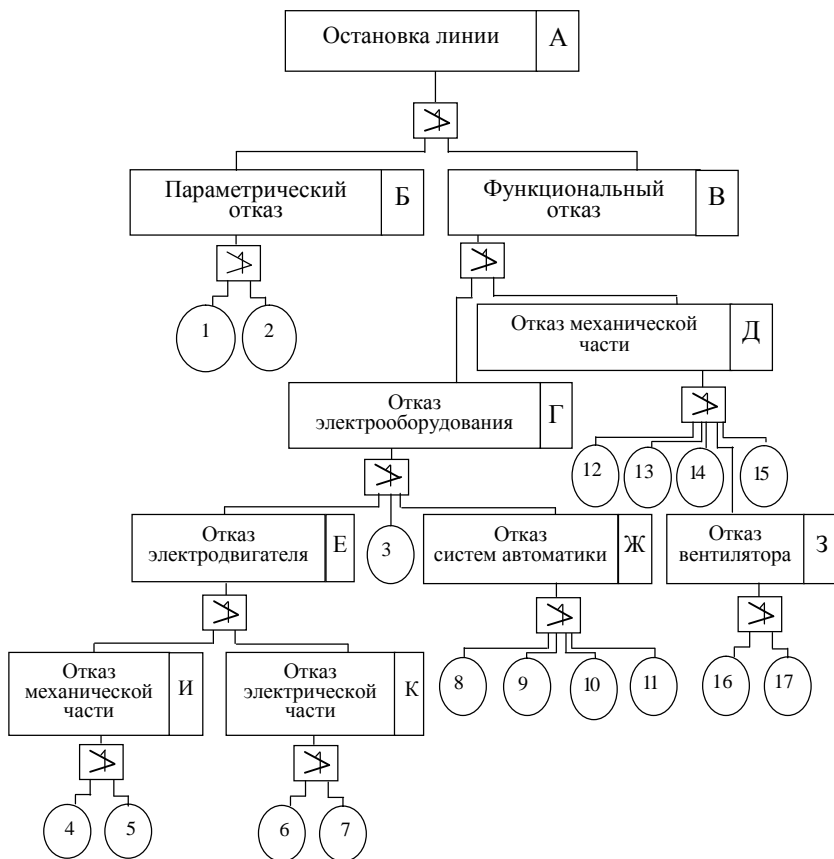 Остановка линии
А
Параметрический
отказ
Б
Функциональный
отказ
В
1
2
Отказ механической
части
Д
Отказ
электрооборудования
Г
12
13
14
15
Отказ
электродвигателя
Е
3
Отказ
систем автоматики
Ж
Отказ
вентилятора
З
Отказ
механической
части
И
Отказ
электрической
части
К
8
9
10
11
16
17
4
5
6
7